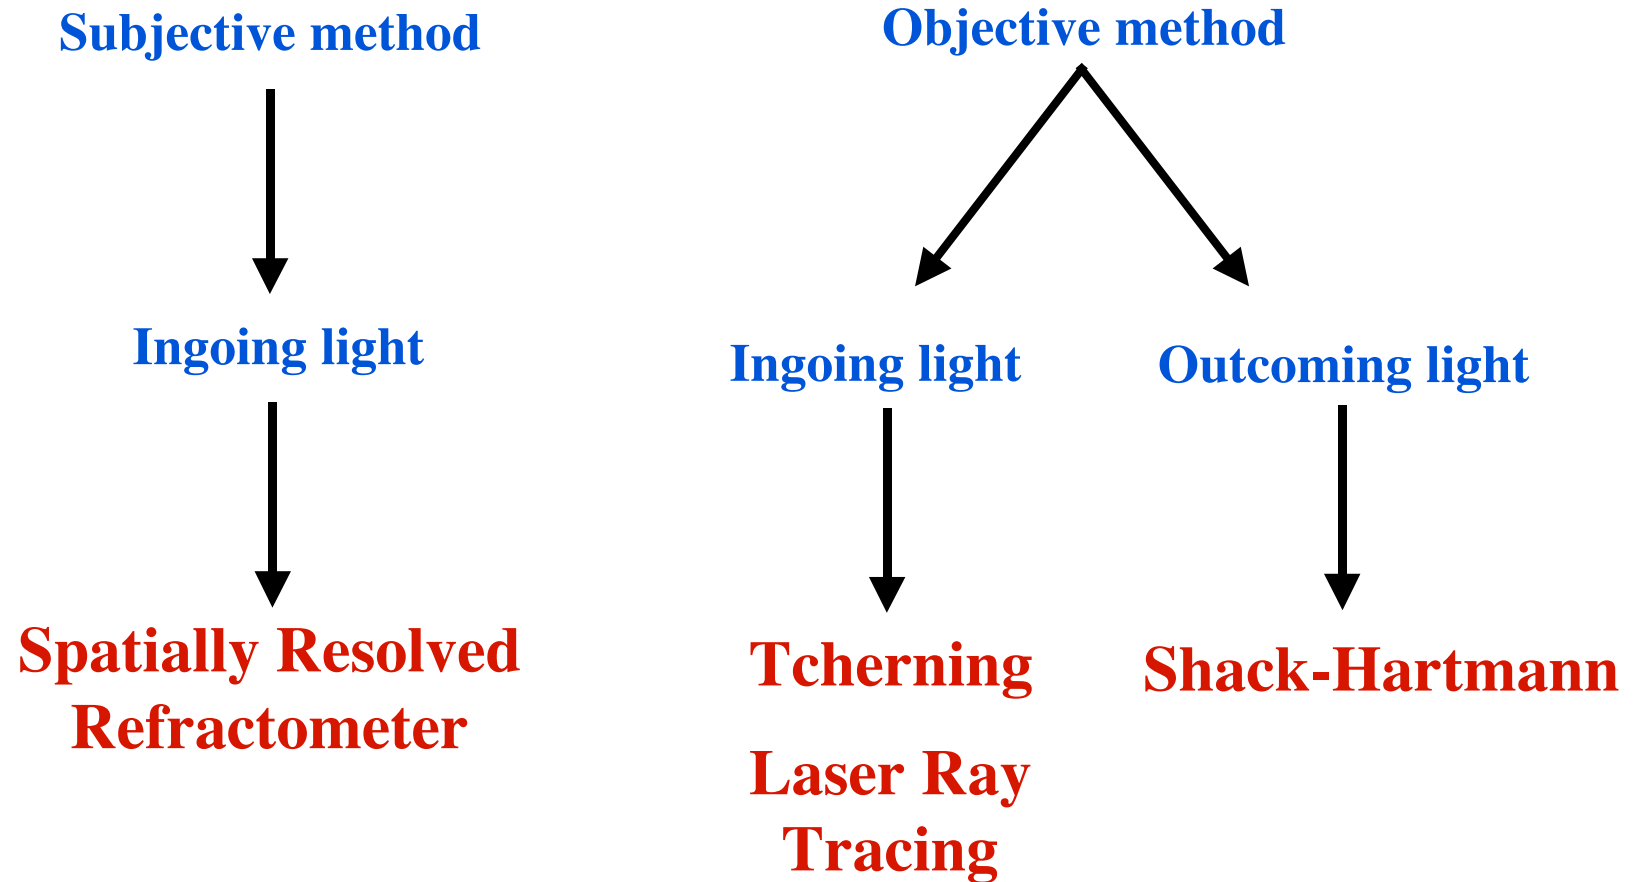 Subjective method
Objective method
Ingoing light
Ingoing light
Outcoming light
Spatially Resolved
Refractometer
Tcherning
Shack-Hartmann
Laser Ray
Tracing